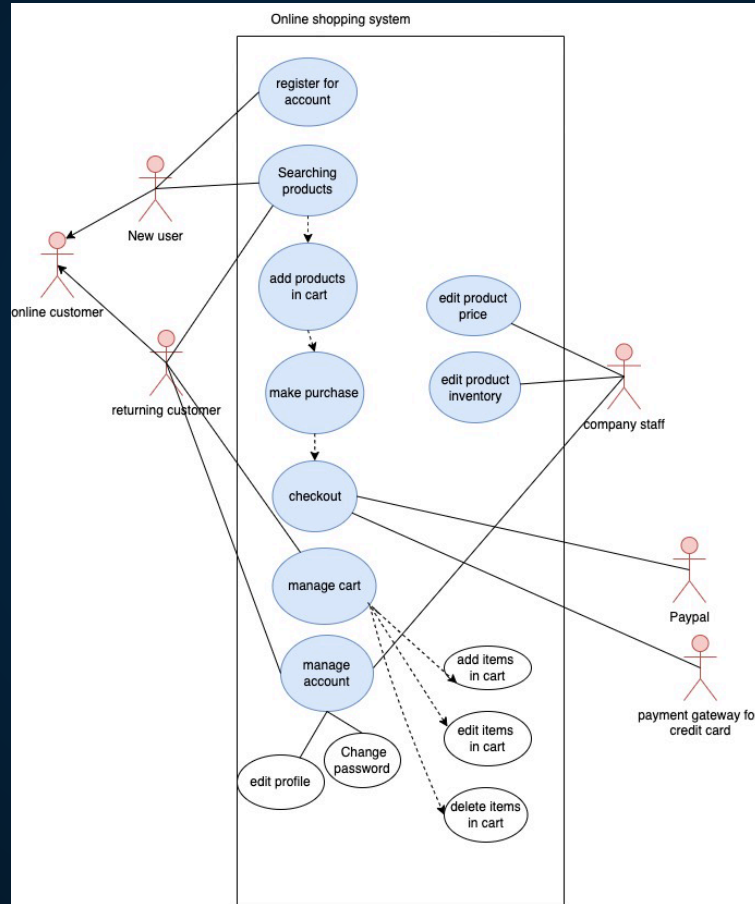 Online shopping system
register for
account
Searching
products
New user
add products
in cart
online customer
edit product
price
make purchase
edit product
inventory
returning customer
company staff
checkout
Paypal
manage cart
add items
in cart
manage
account
payment gateway fo
credit card
edit items
in cart
Change
password
edit profile
delete items
in cart